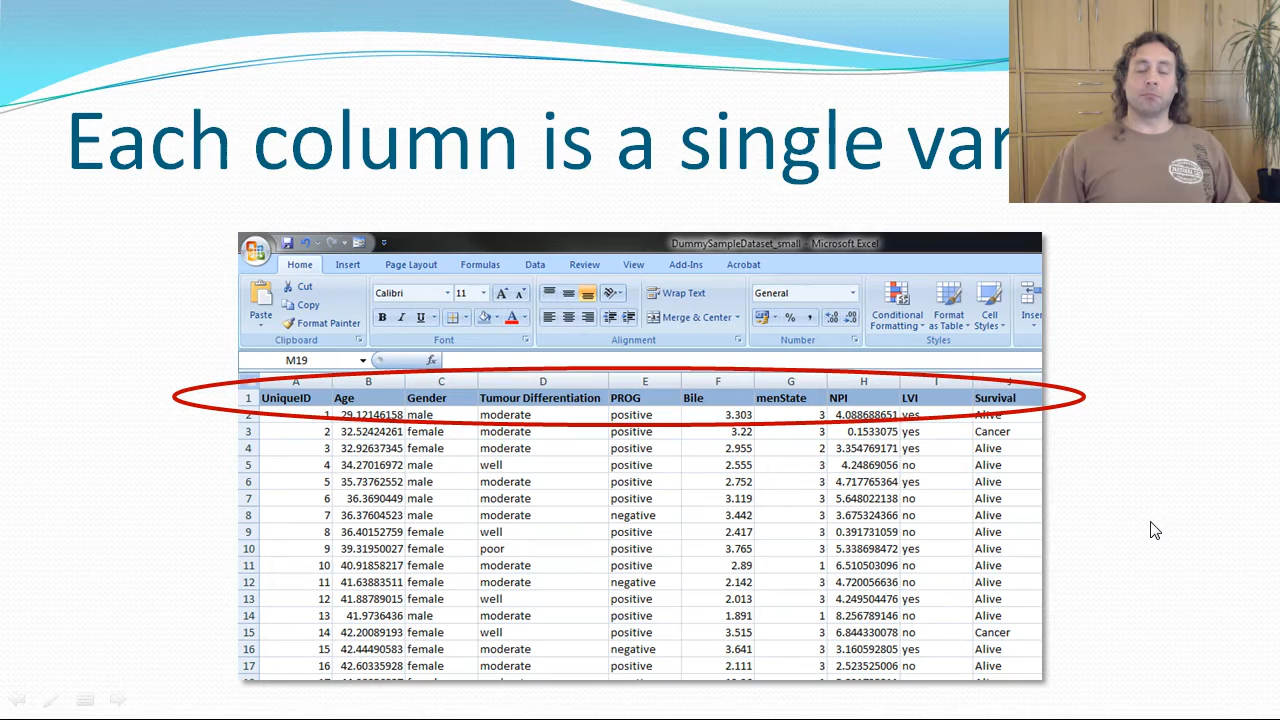 Each column is a single var
DummySampleDataset_small - Microsoft Excel
Home Insert Page Layout Formulas Data Review View Add-Ins Acrobat
Paste Cut Copy Format Painter Clipboard
Calibri 11 A A B I U A Font
Wrap Text Merge & Center Alignment
General % , Number
Conditional Formatting Format as Table Cell Styles Styles
Inser
M19 fx
A B C D E F G H I J
1 UniqueID Age Gender Tumour Differentiation PROG Bile menState NPI LVI Survival
2 1 29.12146158 male moderate positive 3.303 3 4.088688651 yes Alive
3 2 32.52424261 female moderate positive 3.22 3 0.1533075 yes Cancer
4 3 32.92637345 female moderate positive 2.955 2 3.354769171 yes Alive
5 4 34.27016972 male well positive 2.555 3 4.24869056 no Alive
6 5 35.73762552 male moderate positive 2.752 3 4.717765364 yes Alive
7 6 36.3690449 male moderate positive 3.119 3 5.648022138 no Alive
8 7 36.37604523 male moderate negative 3.442 3 3.675324366 no Alive
9 8 36.40152759 female well positive 2.417 3 0.391731059 no Alive
10 9 39.31950027 female poor positive 3.765 3 5.338698472 yes Alive
11 10 40.91858217 female moderate positive 2.89 1 6.510503096 no Alive
12 11 41.63883511 female moderate negative 2.142 3 4.720056636 no Alive
13 12 41.88789015 female well positive 2.013 3 4.249504476 yes Alive
14 13 41.9736436 male moderate positive 1.891 1 8.256789146 no Alive
15 14 42.20089193 female well positive 3.515 3 6.844330078 no Cancer
16 15 42.44490583 female moderate negative 3.641 3 3.160592805 yes Alive
17 16 42.60335928 female moderate positive 2.111 3 2.523525006 no Alive